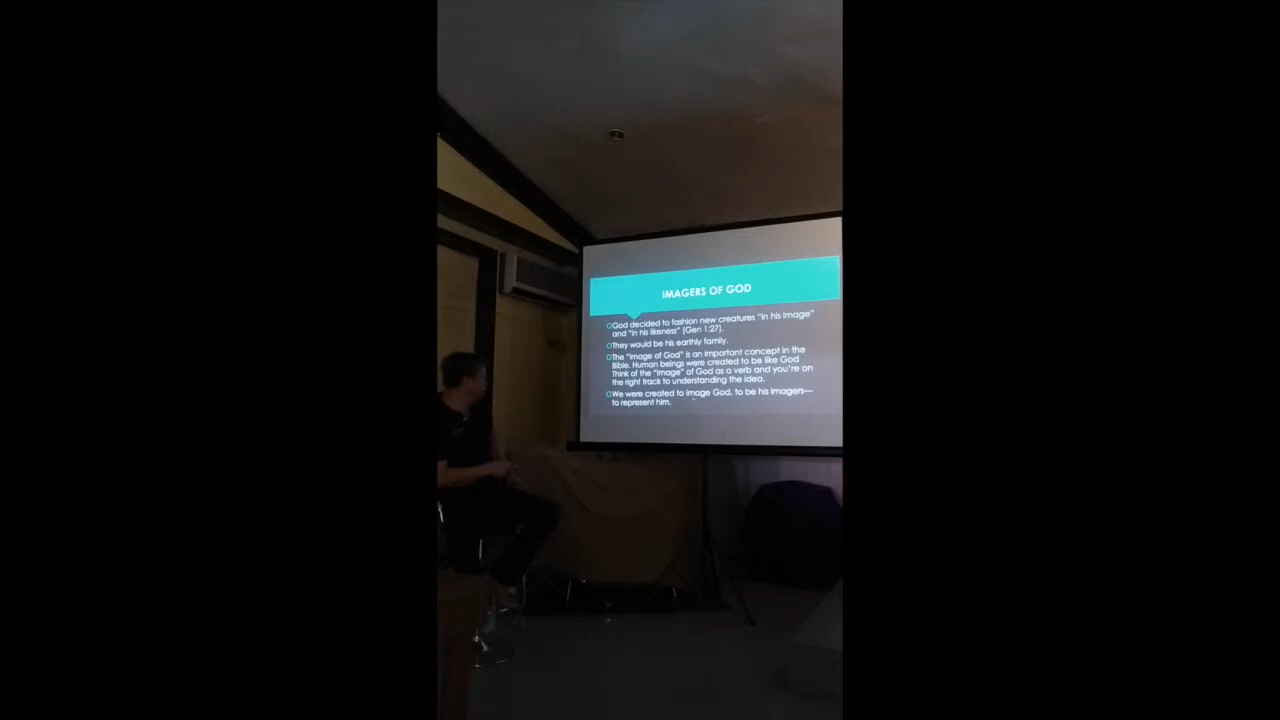 IMAGERS OF GOD
God decided to fashion new creatures "in his image"
and "in his likeness" (Gen 1:27).
They would be his earthly family.
The "image of God" is an important concept in the
Bible. Human beings were created to be like God
Think of the "image" of God as a verb and you're on
the right track to understanding the idea.
We were created to image God, to be his imagers—
to represent him.